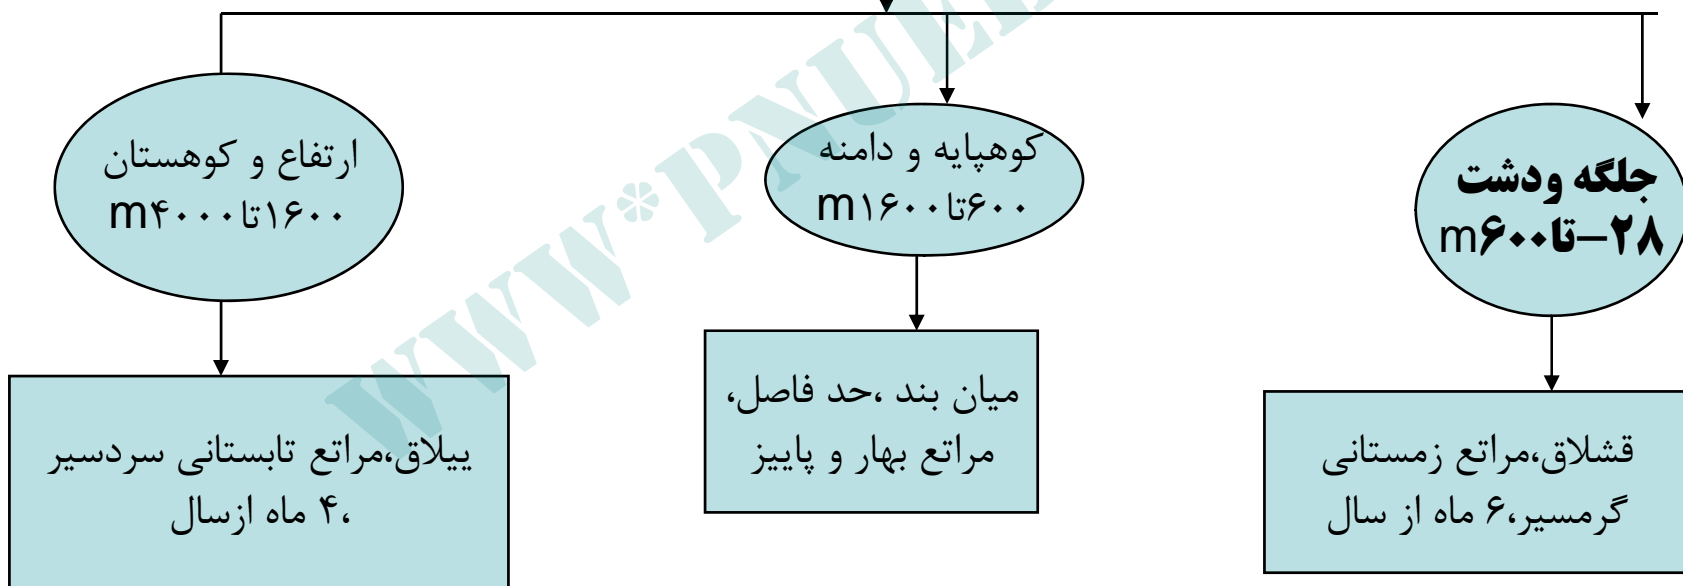 جلگه ودشت
۲۸-تا۶۰۰m
کوهپایه و دامنه
۶۰۰تا۱۶۰۰m
ارتفاع و کوهستان
۱۶۰۰تا۴۰۰۰m
قشلاق،مراتع زمستانی
گرمسیر،۶ ماه از سال
میان بند ،حد فاصل،
مراتع بهار و پاییز
ییلاق،مراتع تابستانی سردسیر
،۴ ماه ازسال
WWW*PNUE